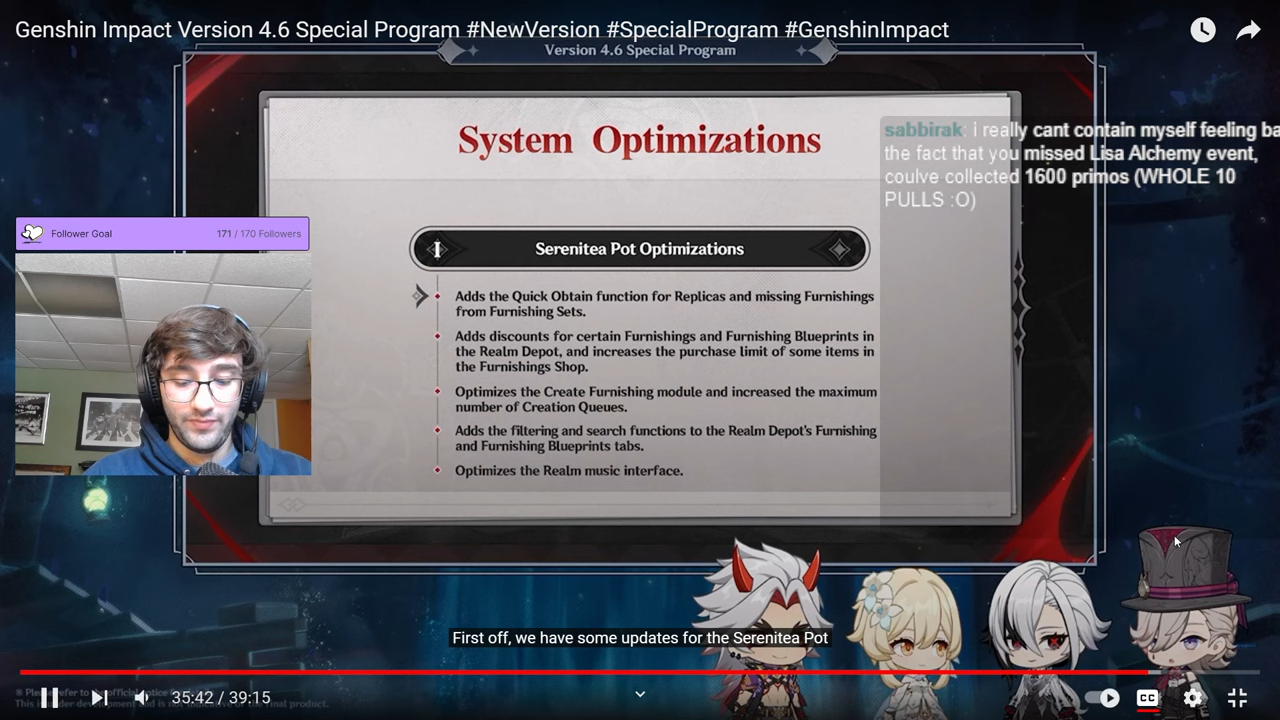 Genshin Impact Version 4.6 Special Program #NewVersion #SpecialProgram #GenshinImpact
Version 4.6 Special Program
System Optimizations
sabbirak: i really cant contain myself feeling ba
the fact that you missed Lisa Alchemy event,
coulve collected 1600 primos (WHOLE 10
PULLS :O)
Follower Goal
171 / 170 Followers
I
Serenitea Pot Optimizations
Adds the Quick Obtain function for Replicas and missing Furnishings
from Furnishing Sets.
Adds discounts for certain Furnishings and Furnishing Blueprints in
the Realm Depot, and increases the purchase limit of some items in
the Furnishings Shop.
Optimizes the Create Furnishing module and increased the maximum
number of Creation Queues.
Adds the filtering and search functions to the Realm Depot's Furnishing
and Furnishing Blueprints tabs.
Optimizes the Realm music interface.
First off, we have some updates for the Serenitea Pot
35:42 / 39:15
CC